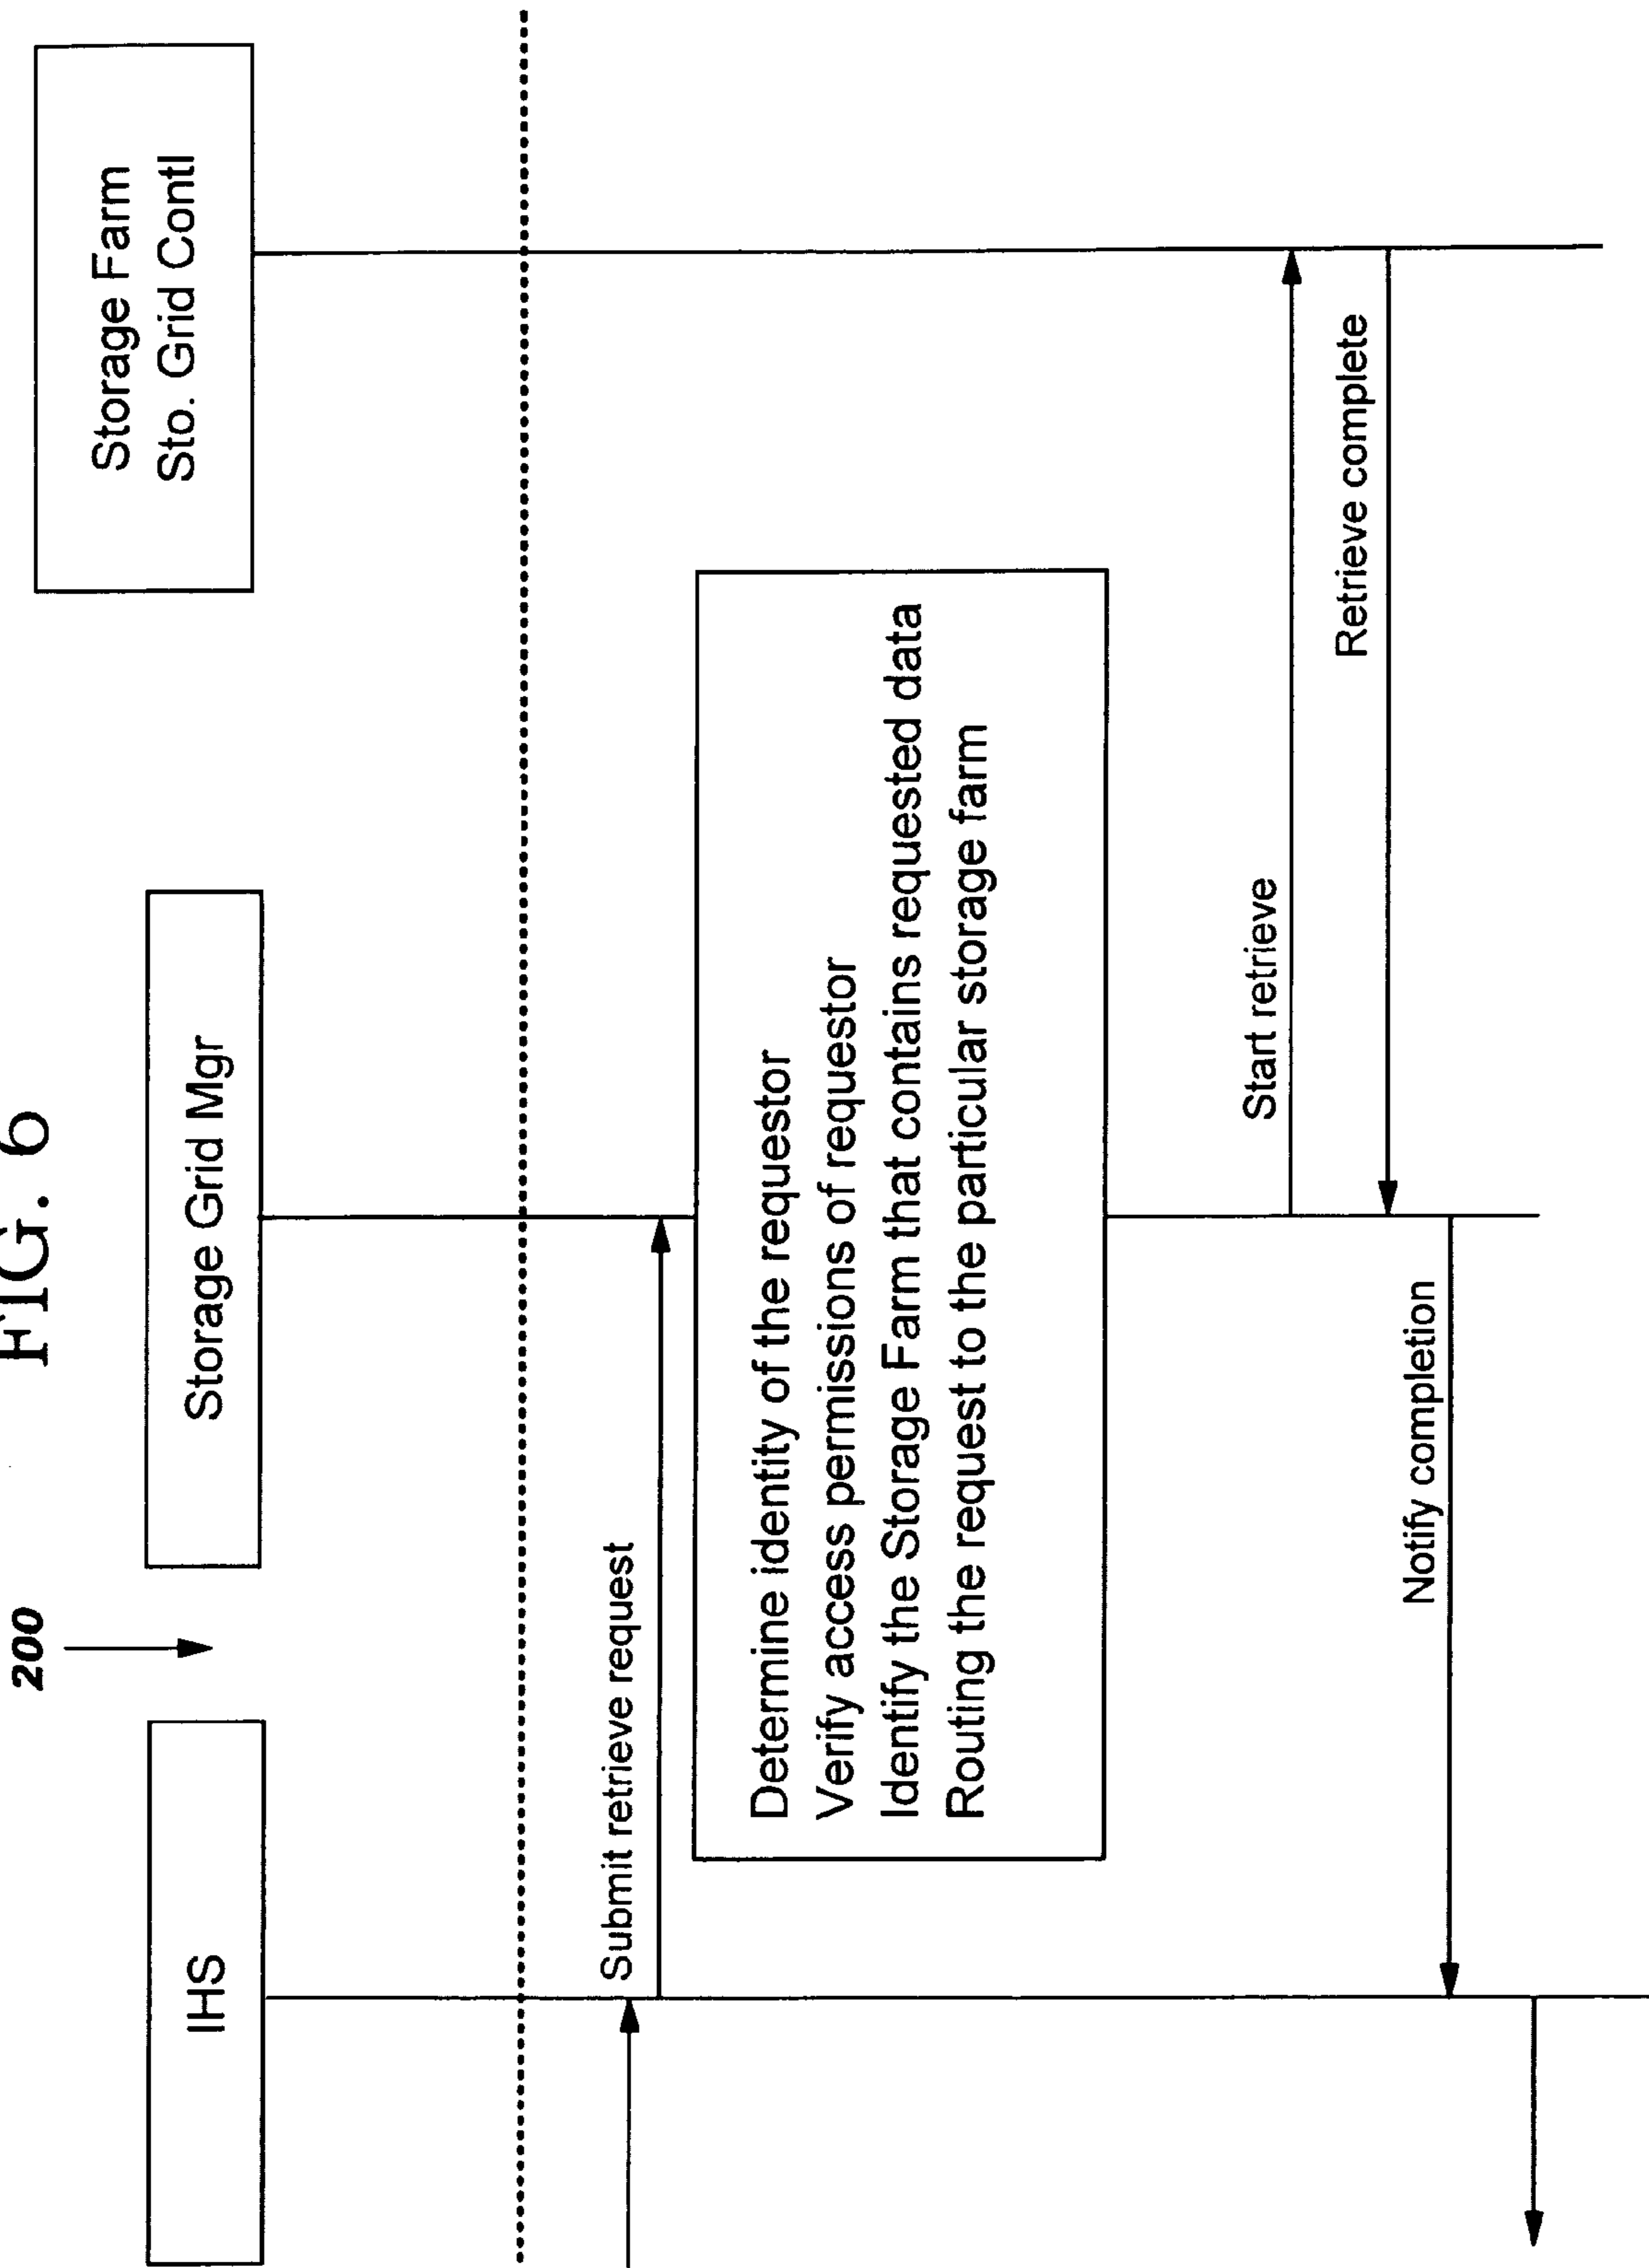 FIG. 6
200
IHS
Storage Grid Mgr
Storage Farm
Sto. Grid Contl
Submit retrieve request
Determine identity of the requestor
Verify access permissions of requestor
Identify the Storage Farm that contains requested data
Routing the request to the particular storage farm
Start retrieve
Retrieve complete
Notify completion